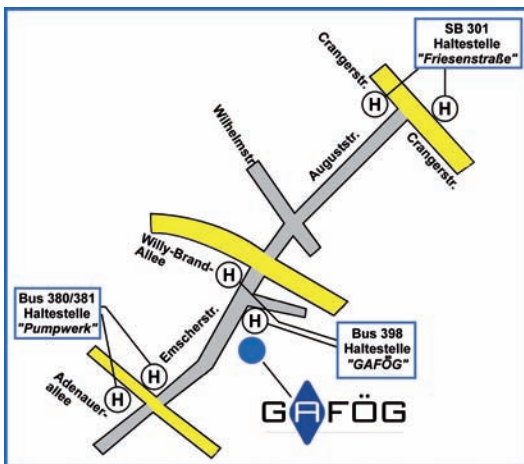 SB 301
Haltestelle
"Friesenstraße"
Crangerstr.
H
H
Crangerstr.
Auguststr.
Wilhelmstr.
Willy-Brand-
Allee
H
Bus 380/381
Haltestelle
"Pumpwerk"
Emscherstr.
H
Bus 398
Haltestelle
"GAFÖG"
H
H
Adenauer-
allee
GAFÖG